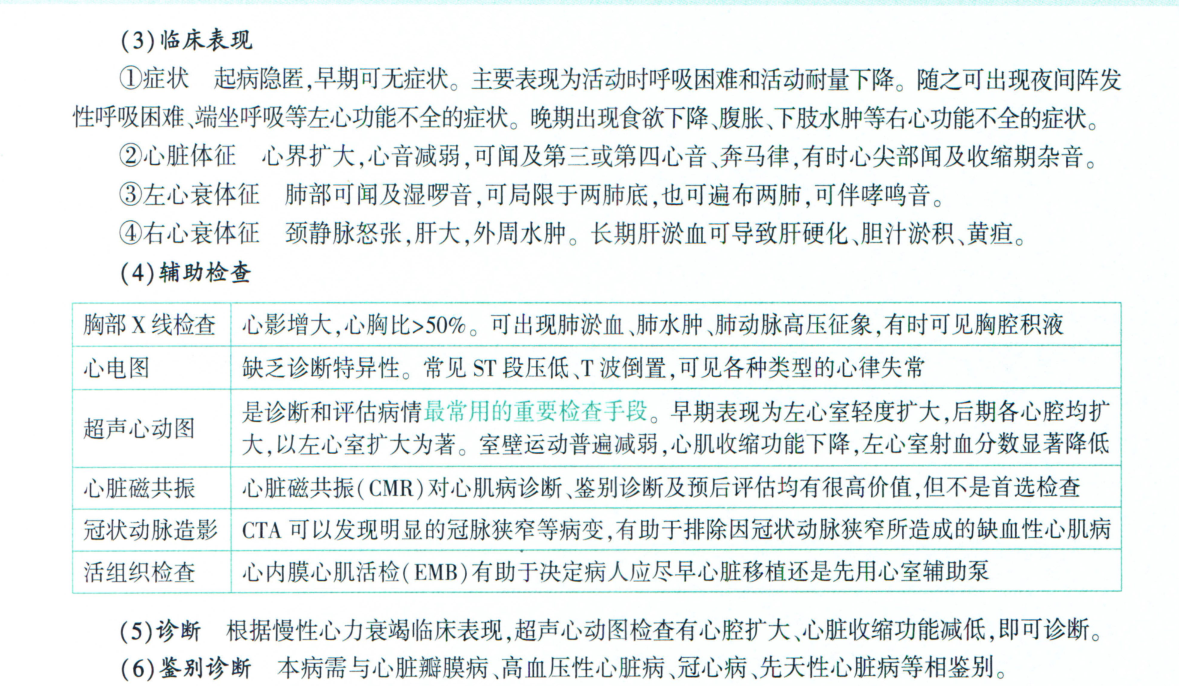 (3)临床表现
①症状 起病隐匿,早期可无症状。主要表现为活动时呼吸困难和活动耐量下降。随之可出现夜间阵发
性呼吸困难、端坐呼吸等左心功能不全的症状。晚期出现食欲下降、腹胀、下肢水肿等右心功能不全的症状。
②心脏体征 心界扩大,心音减弱,可闻及第三或第四心音、奔马律,有时心尖部闻及收缩期杂音。
③左心衰体征 肺部可闻及湿啰音,可局限于两肺底,也可遍布两肺,可伴哮鸣音。
④右心衰体征 颈静脉怒张,肝大,外周水肿。长期肝淤血可导致肝硬化、胆汁淤积、黄疸。
(4)辅助检查
胸部 X 线检查 心影增大,心胸比>50%。可出现肺淤血、肺水肿、肺动脉高压征象,有时可见胸腔积液
心电图 缺乏诊断特异性。常见 ST 段压低、T 波倒置,可见各种类型的心律失常
超声心动图 是诊断和评估病情最常用的重要检查手段。早期表现为左心室轻度扩大,后期各心腔均扩
大,以左心室扩大为著。室壁运动普遍减弱,心肌收缩功能下降,左心室射血分数显著降低
心脏磁共振 心脏磁共振(CMR)对心肌病诊断、鉴别诊断及预后评估均有很高价值,但不是首选检查
冠状动脉造影 CTA 可以发现明显的冠脉狭窄等病变,有助于排除因冠状动脉狭窄所造成的缺血性心肌病
活组织检查 心内膜心肌活检(EMB)有助于决定病人应尽早心脏移植还是先用心室辅助泵
(5)诊断 根据慢性心力衰竭临床表现,超声心动图检查有心腔扩大、心脏收缩功能减低,即可诊断。
(6)鉴别诊断 本病需与心脏瓣膜病、高血压性心脏病、冠心病、先天性心脏病等相鉴别。